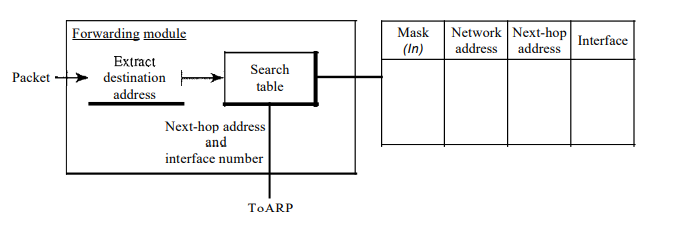 Forwarding module
Packet
Extract
destination
address
Search
table
Next-hop address
and
interface number
ToARP
Mask
(In)
Network
address
Next-hop
address
Interface